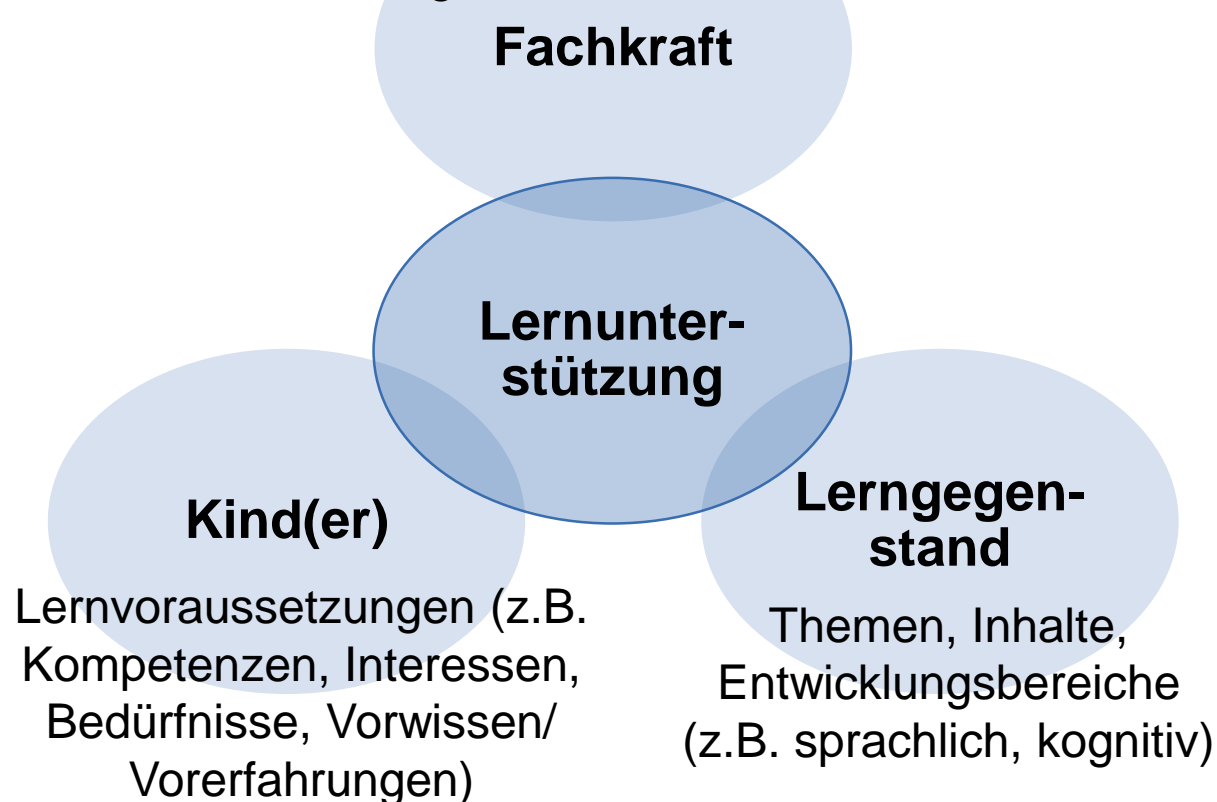 Fachkraft
Lernunter-
stützung
Kind(er)
Lernvoraussetzungen (z.B.
Kompetenzen, Interessen,
Bedürfnisse, Vorwissen/
Vorerfahrungen)
Lerngegen-
stand
Themen, Inhalte,
Entwicklungsbereiche
(z.B. sprachlich, kognitiv)